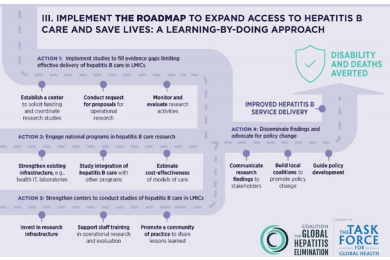 III. IMPLEMENT THE ROADMAP TO EXPAND ACCESS TO HEPATITIS B
CARE AND SAVE LIVES: A LEARNING-BY-DOING APPROACH
DISABILITY
AND DEATHS
AVERTED
ACTION 1: Implement studies to fill evidence gaps limiting
effective delivery of hepatitis B care in LMICs
Establish a center
to solicit funding
and coordinate
research studies
Conduct request
for proposals for
operational
research
Monitor and
evaluate research
activities
IMPROVED HEPATITIS B
SERVICE DELIVERY
ACTION 2: Engage national programs in hepatitis B care research
Strengthen existing
infrastructure, e.g.,
health IT, laboratories
Study integration of
hepatitis B care with
other programs
Estimate
cost-effectiveness
of models of care
ACTION 4: Disseminate findings and
advocate for policy change
Communicate
research
findings to
stakeholders
Build local
coalitions to
promote policy
change
Guide policy
development
ACTION 3: Strengthen centers to conduct studies of hepatitis B care in LMICs
Invest in research
infrastructure
Support staff training
in operational research
and evaluation
Promote a community
of practice to share
lessons learned
COALITION
for GLOBAL
HEPATITIS
ELIMINATION
The TASK
FORCE
FOR
GLOBAL HEALTH